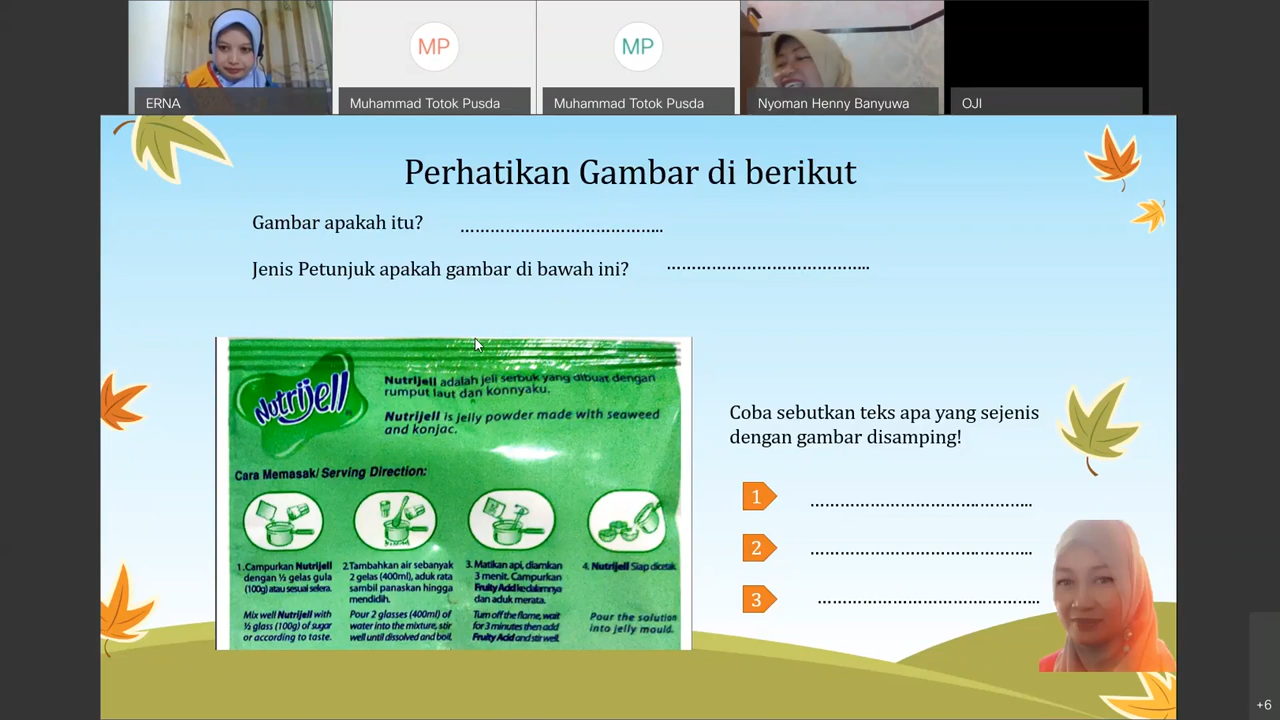 MP
MP
ERNA
Muhammad Totok Pusda
Muhammad Totok Pusda
Nyoman Henny Banyuwa
OJI
Perhatikan Gambar di berikut
Gambar apakah itu? ........................................
Jenis Petunjuk apakah gambar di bawah ini? ........................................
Nutrijell
Nutrijell adalah jeli serbuk yang dibuat dengan
rumput laut dan konnyaku.
Nutrijell is jelly powder made with seaweed
and konjac.
Cara Memasak/ Serving Direction:
1.Campurkan Nutrijell
dengan ½ gelas gula
(100g) atau sesuai selera.
Mix well Nutrijell with
½ glass (100g) of sugar
or according to taste.
2.Tambahkan air sebanyak
2 gelas (400ml), aduk rata
sambil panaskan hingga
mendidih.
Pour 2 glasses (400ml) of
water into the mixture, stir
well until dissolved and boil.
3. Matikan api, diamkan
3 menit. Campurkan
Fruity Acid kedalamnya
dan aduk merata.
Turn off the flame, wait
for 3 minutes then add
Fruity Acid and stir well.
4. Nutrijell Siap dicetak
Pour the solution
into jelly mould.
Coba sebutkan teks apa yang sejenis
dengan gambar disamping!
1 ........................................
2 ........................................
3 ........................................
+6